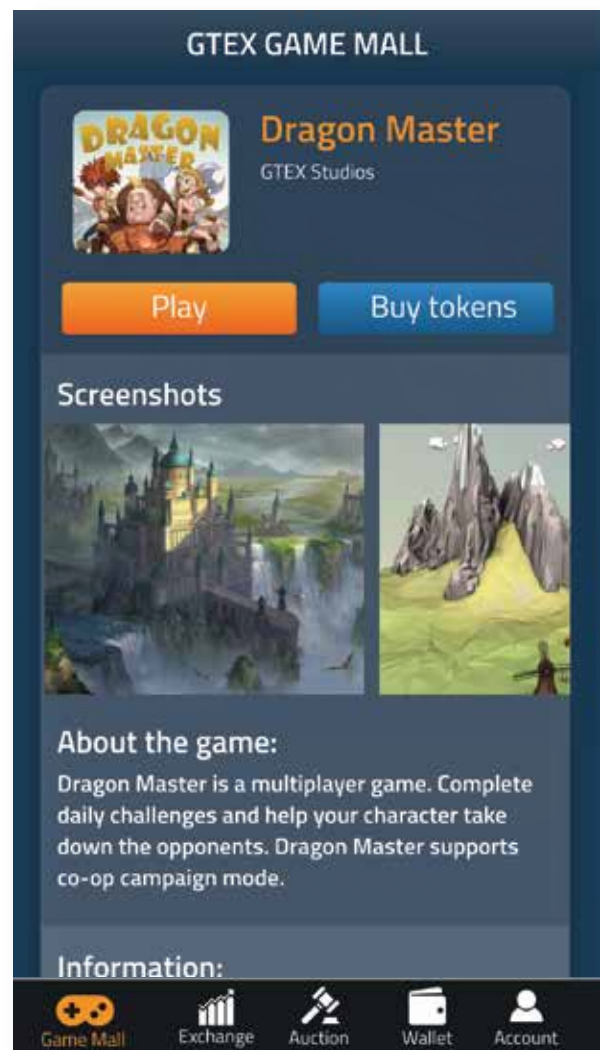 GTEX GAME MALL
DRAGON
MASTER
Dragon Master
GTEX Studios
Play
Buy tokens
Screenshots
About the game:
Dragon Master is a multiplayer game. Complete
daily challenges and help your character take
down the opponents. Dragon Master supports
co-op campaign mode.
Information:
Game Mall
Exchange
Auction
Wallet
Account